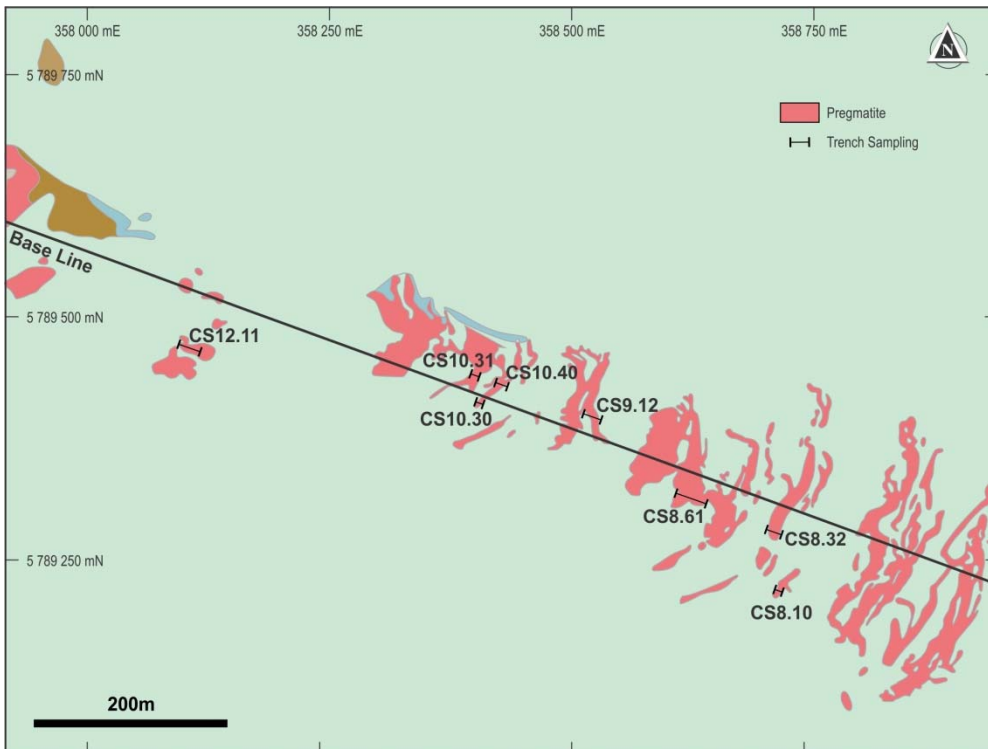 358 000 mE
358 250 mE
358 500 mE
358 750 mE
N
5 789 750 mN
Pregmatite
Trench Sampling
Base Line
5 789 500 mN
CS12.11
CS10.31
CS10.40
CS10.30
CS9.12
CS8.61
CS8.32
5 789 250 mN
CS8.10
200m